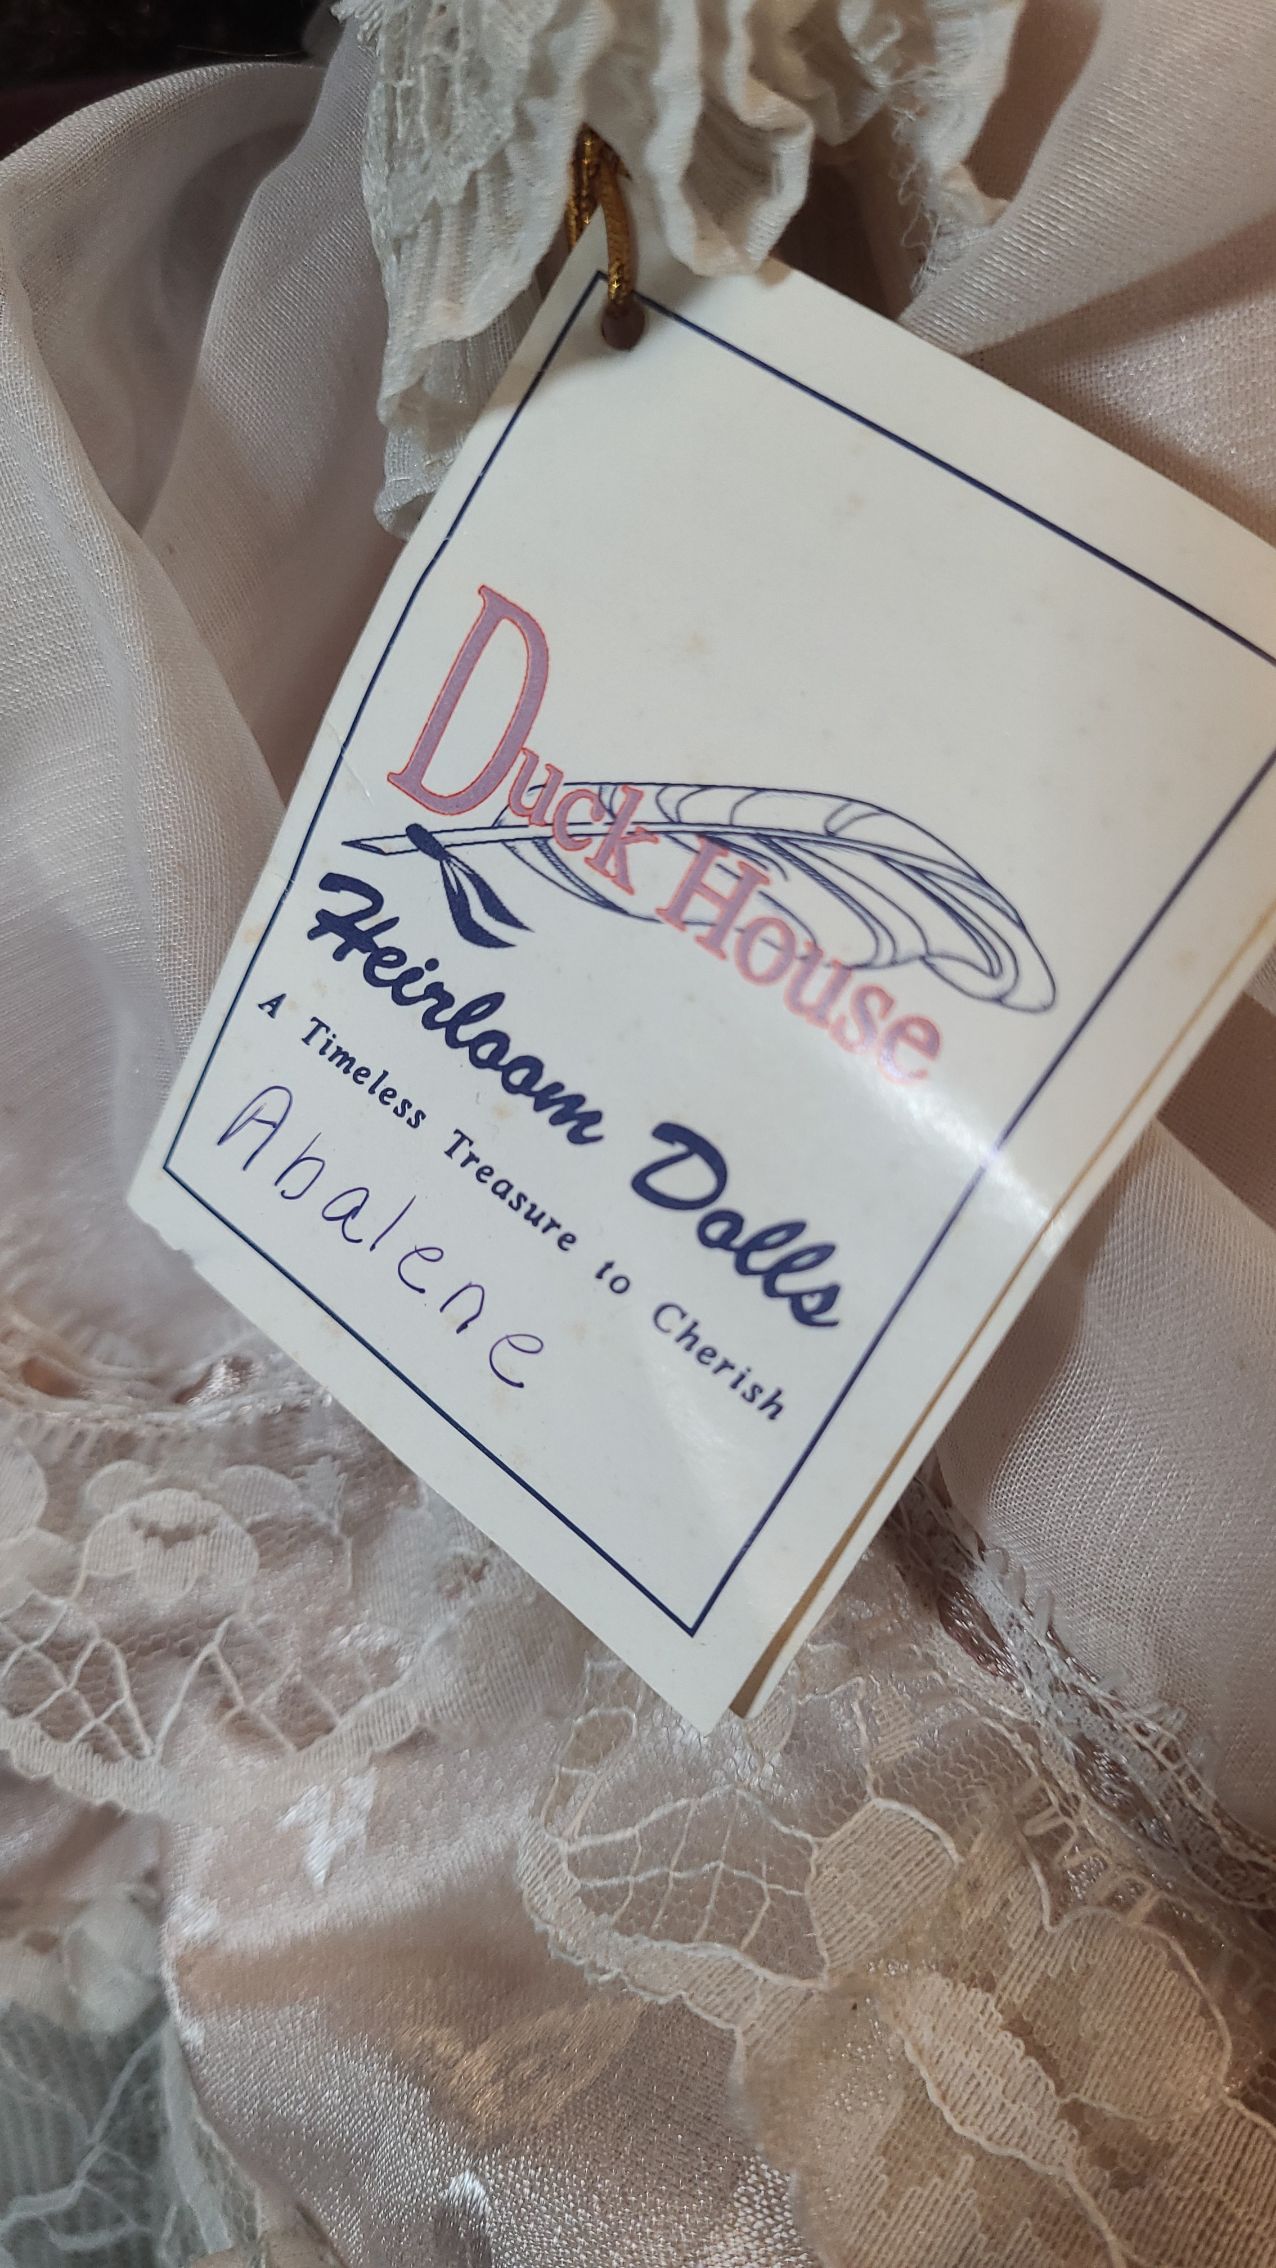 Duck House
Heirloom Dolls
A Timeless Treasure to Cherish
Abalene